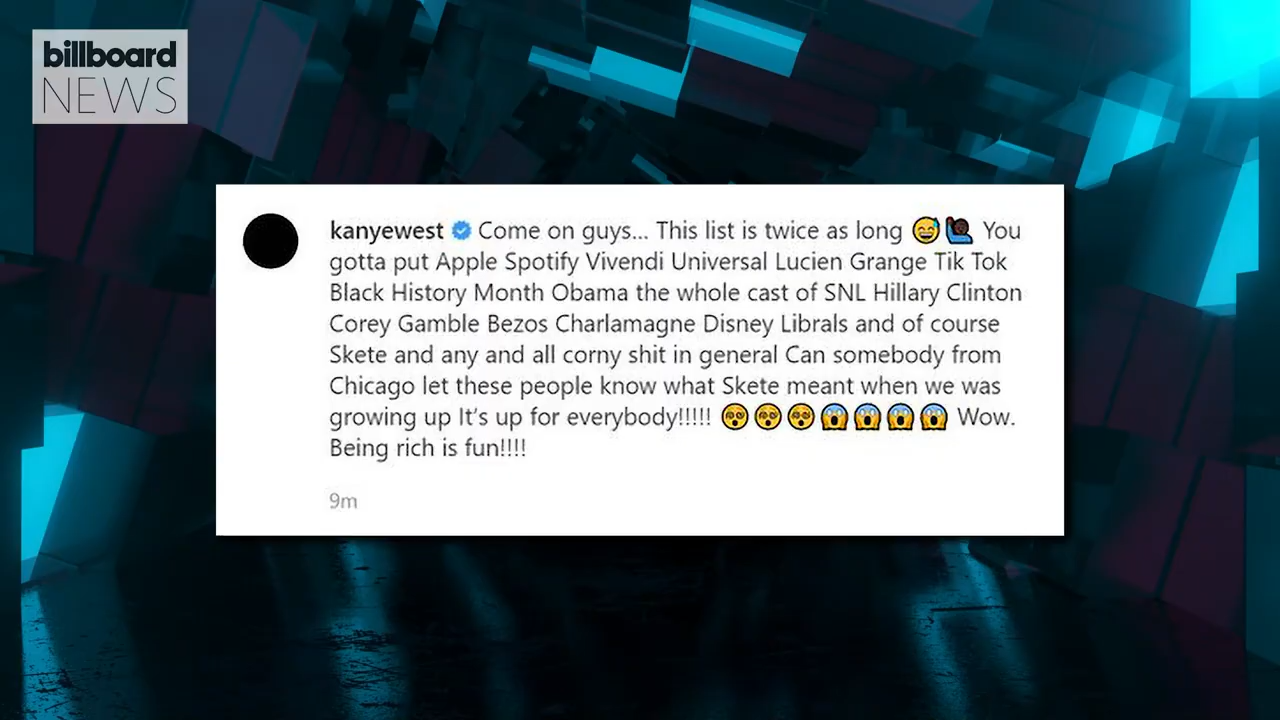 billboard
NEWS
kanyewest Come on guys... This list is twice as long 😅🙋🏿 You
gotta put Apple Spotify Vivendi Universal Lucien Grange Tik Tok
Black History Month Obama the whole cast of SNL Hillary Clinton
Corey Gamble Bezos Charlamagne Disney Librals and of course
Skete and any and all corny shit in general Can somebody from
Chicago let these people know what Skete meant when we was
growing up It's up for everybody!!!!! 😵😵😵😱😱😱😱 Wow.
Being rich is fun!!!!
9m